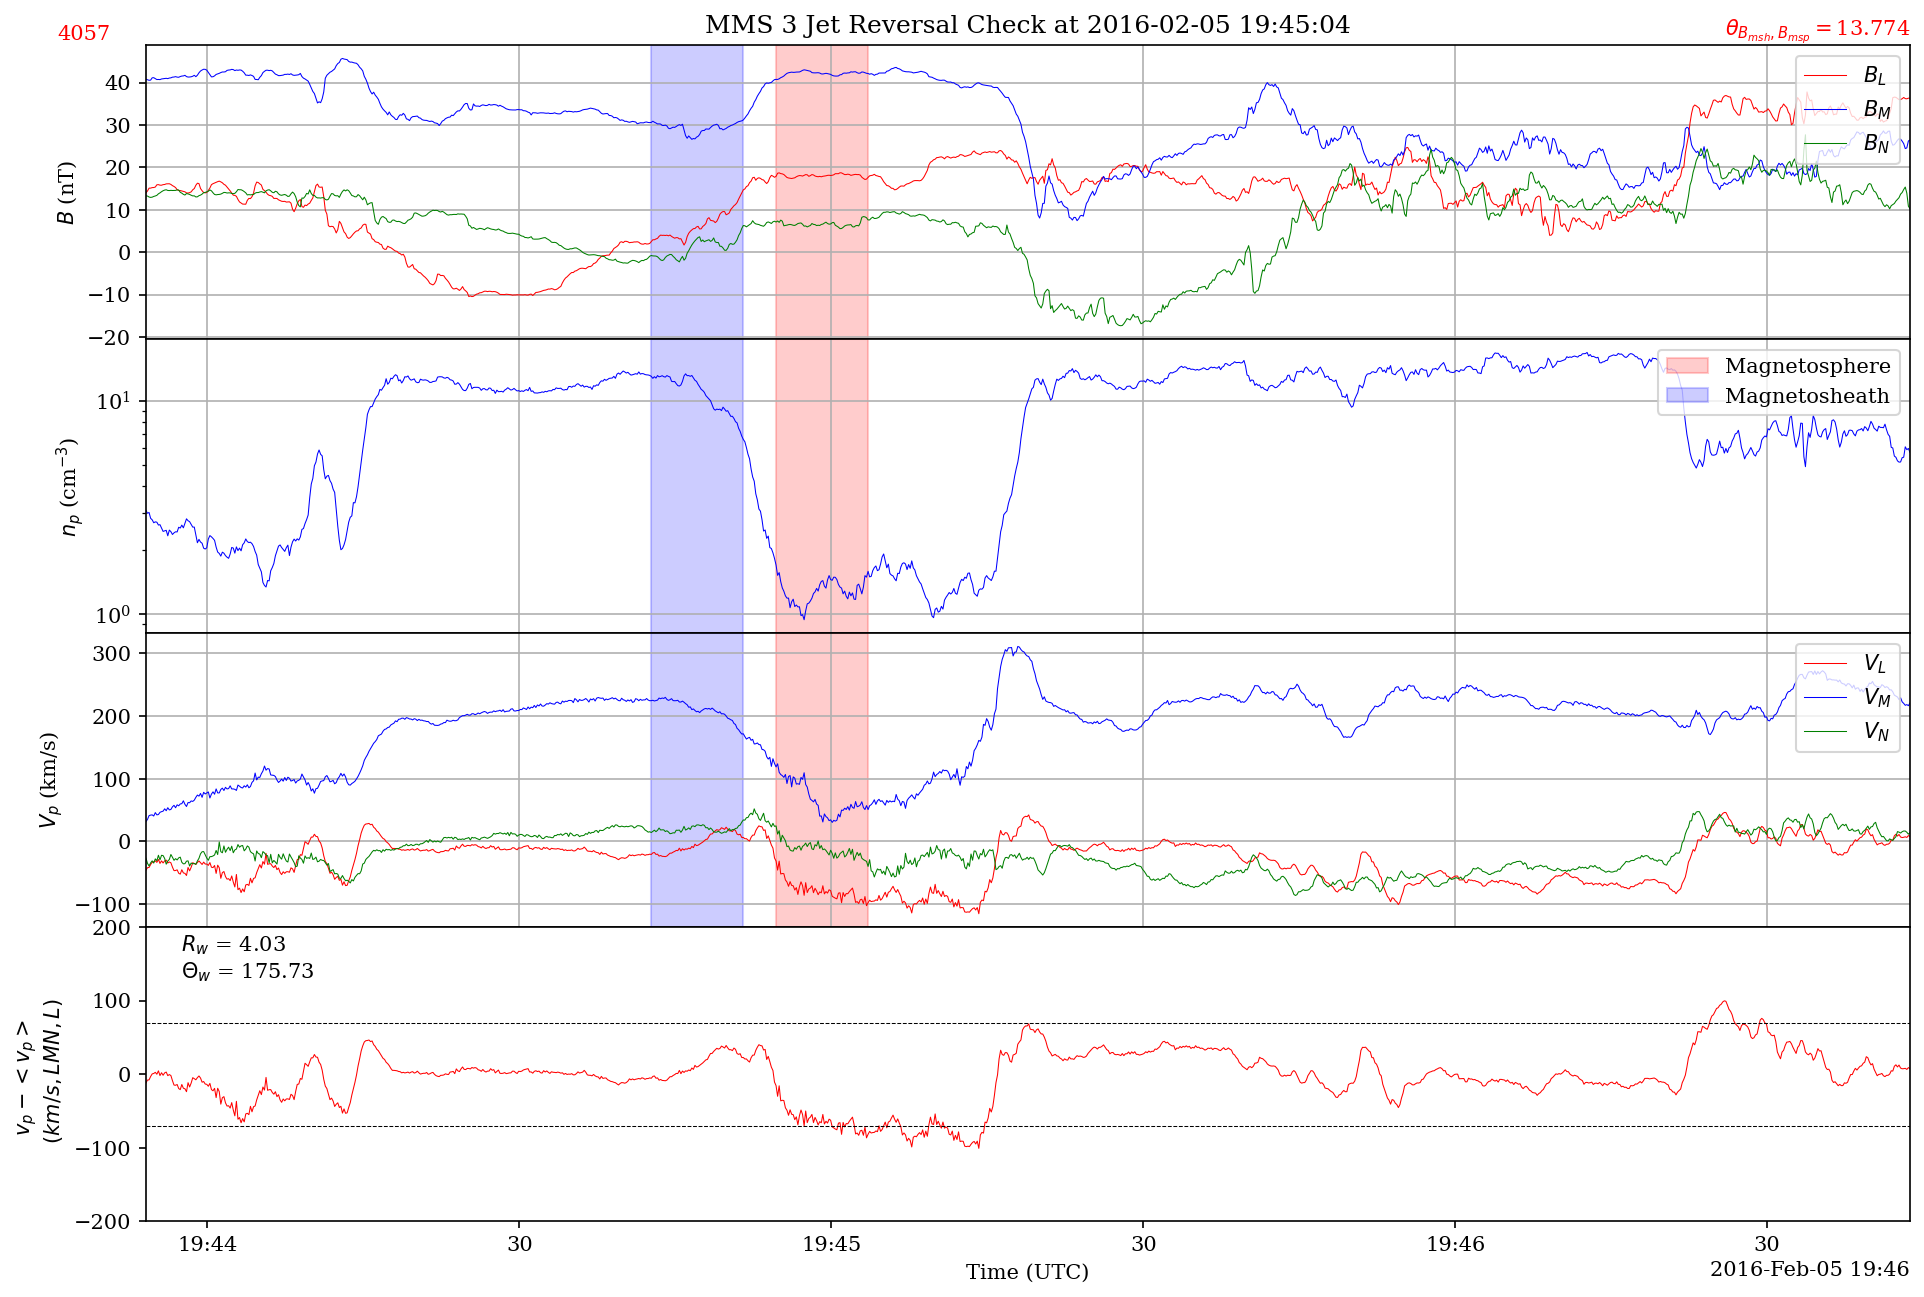 MMS 3 Jet Reversal Check at 2016-02-05 19:45:04
4057
θ_{B_{msh}, B_{msp}} = 13.774
40
30
20
10
0
−10
−20
B (nT)
B_L
B_M
B_N
10^1
10^0
n_p (cm^{−3})
Magnetosphere
Magnetosheath
300
200
100
0
−100
V_p (km/s)
V_L
V_M
V_N
200
100
0
−100
−200
v_p − < v_p >
(km/s, LMN, L)
R_w = 4.03
Θ_w = 175.73
19:44
30
19:45
30
19:46
30
Time (UTC)
2016-Feb-05 19:46